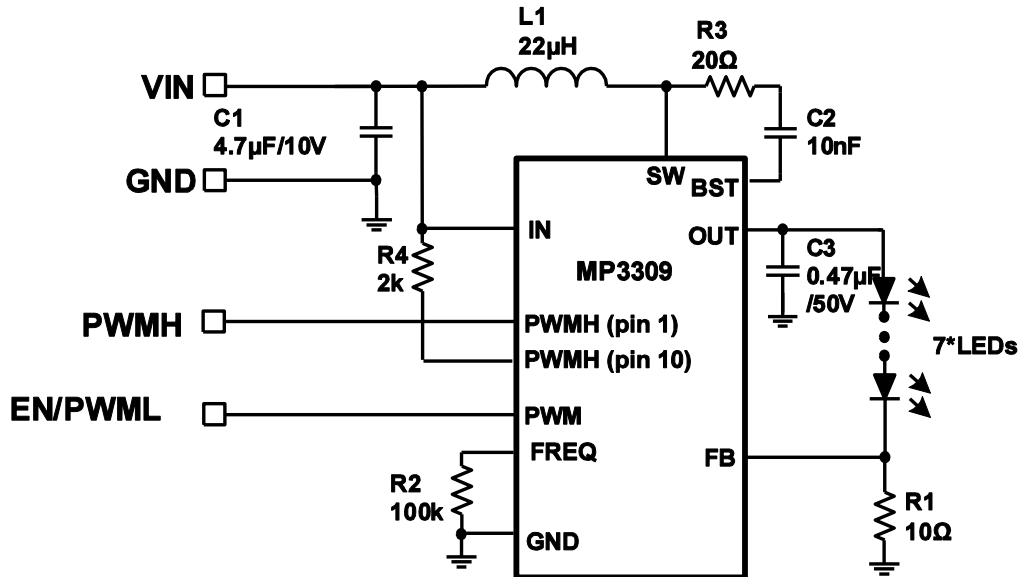 L1
22µH
R3
20Ω
VIN
C1
4.7µF/10V
C2
10nF
GND
SW
BST
IN
OUT
R4
2k
MP3309
C3
0.47µF
/50V
PWMH
PWMH (pin 1)
PWMH (pin 10)
7*LEDs
EN/PWML
PWM
FREQ
FB
R2
100k
R1
10Ω
GND